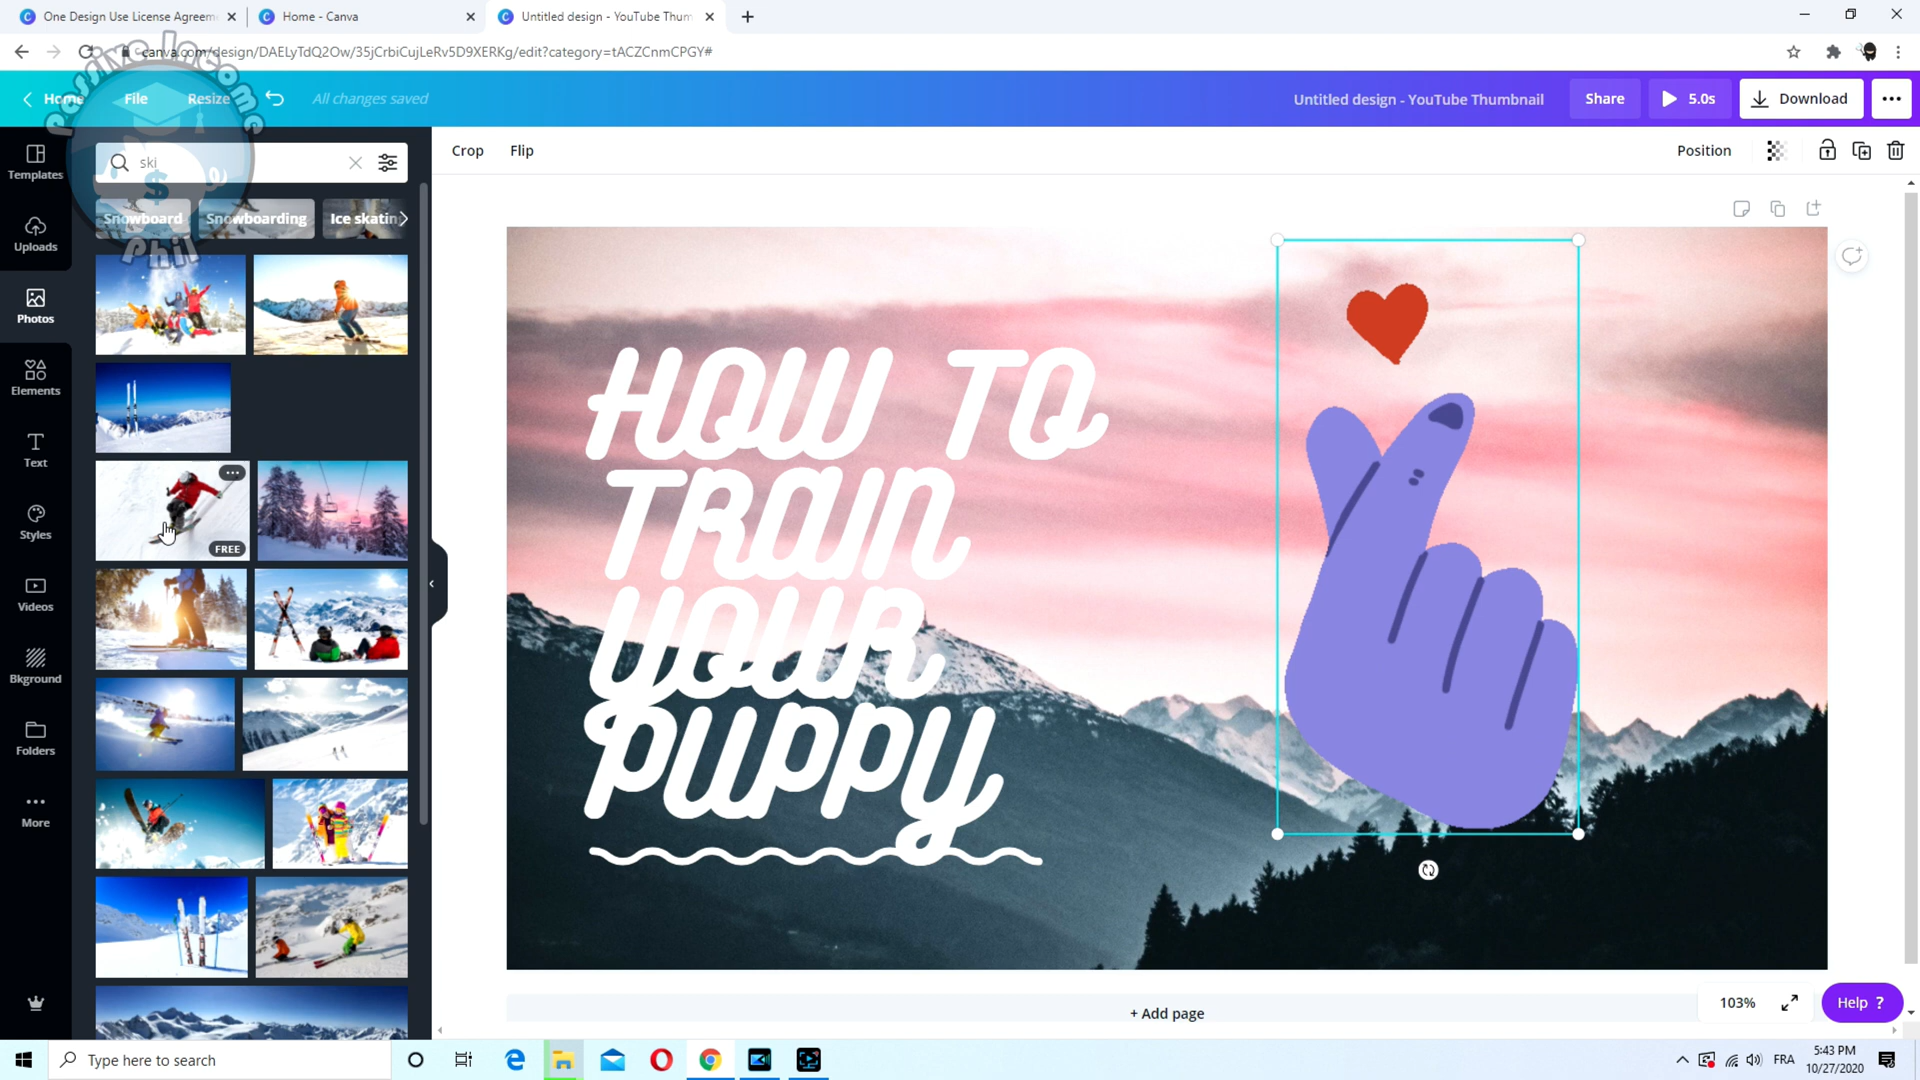 One Design Use License Agreem
Home - Canva
Untitled design - YouTube Thum
canva.com/design/DAELyTdQ2Ow/35jCrbiCujLeRv5D9XERKg/edit?category=tACZCnmCPGY#
Passive Income
Phil
$
Home
File
Resize
All changes saved
Untitled design - YouTube Thumbnail
Share
5.0s
Download
Templates
Uploads
Photos
Elements
Text
Styles
Videos
Bkground
Folders
More
ski
Snowboard
Snowboarding
Ice skatin
FREE
Crop
Flip
Position
HOW TO
TRAIN
YOUR
PUPPY
+ Add page
103%
Help ?
Type here to search
FRA
5:43 PM
10/27/2020